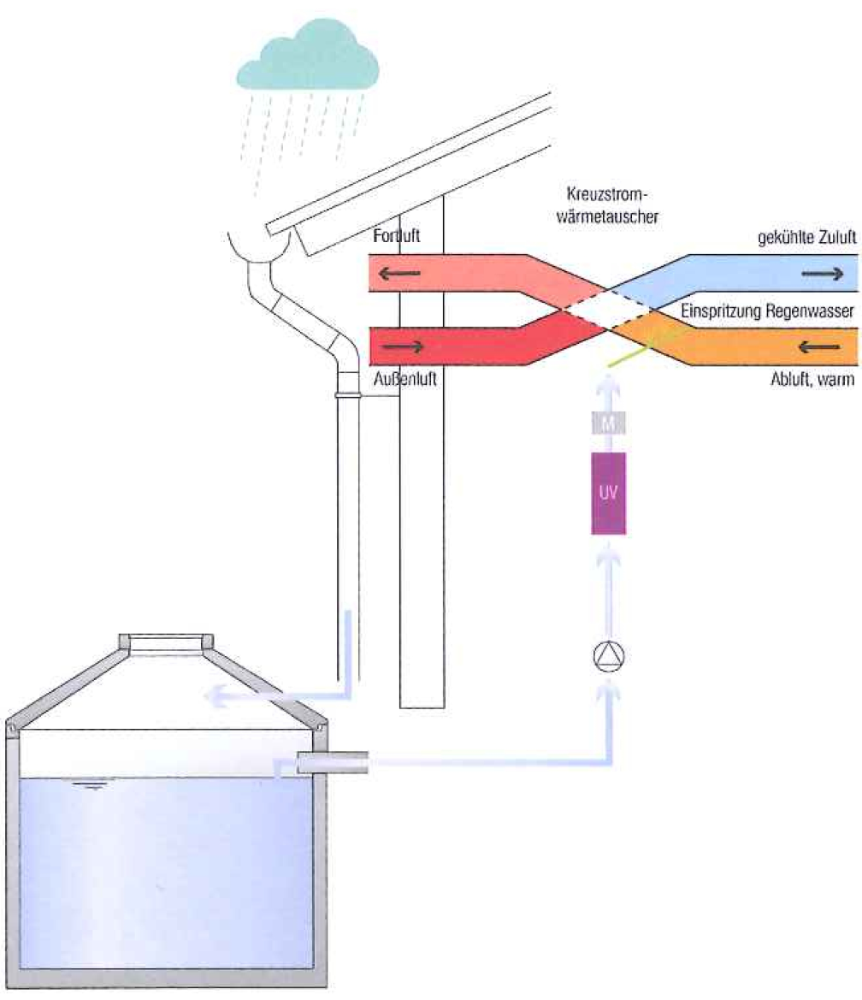 Kreuzstrom-
wärmetauscher
Fortluft
gekühlte Zuluft
Einspritzung Regenwasser
Außenluft
Abluft, warm
M
UV